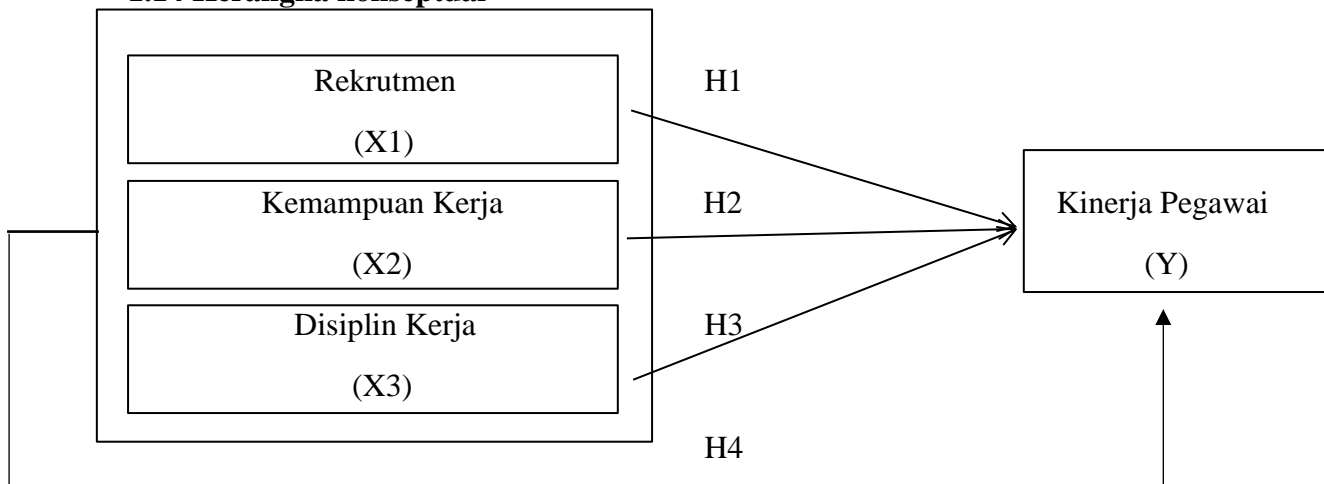 Rekrutmen
(X1)
H1
Kemampuan Kerja
(X2)
H2
Disiplin Kerja
(X3)
H3
H4
Kinerja Pegawai
(Y)